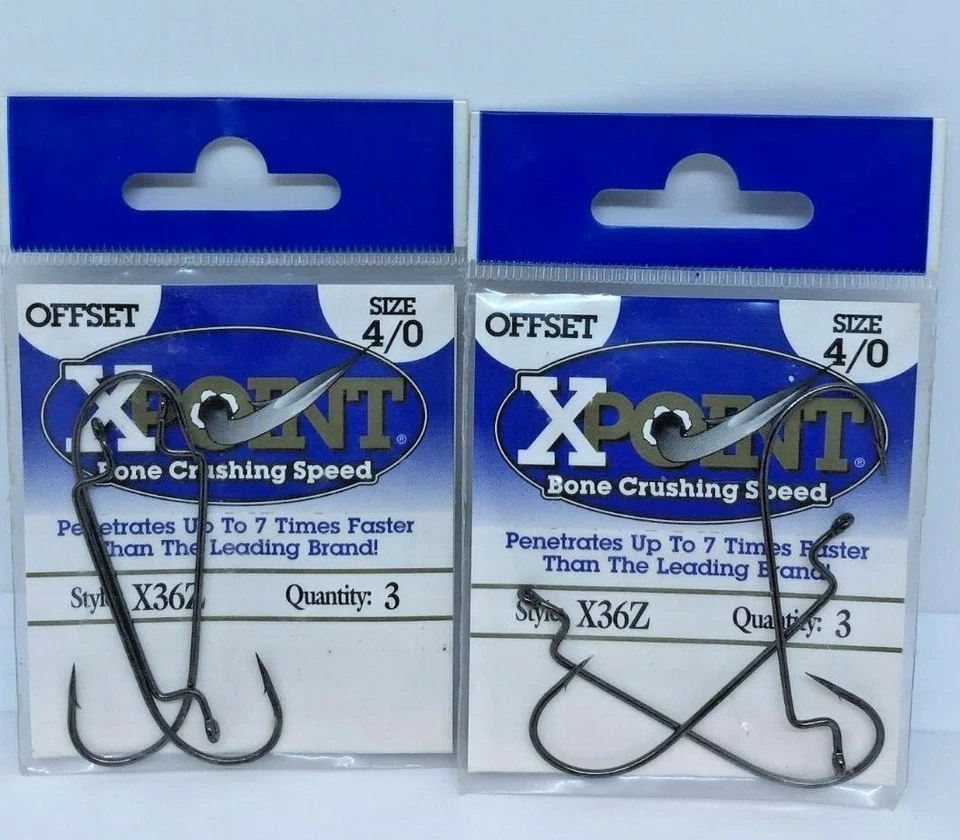 OFFSET
SIZE
4/0
XPOINT®
Bone Crushing Speed
Penetrates Up To 7 Times Faster
Than The Leading Brand!
Style X36Z Quantity: 3
OFFSET
SIZE
4/0
XPOINT®
Bone Crushing Speed
Penetrates Up To 7 Times Faster
Than The Leading Brand!
Style X36Z Quantity: 3